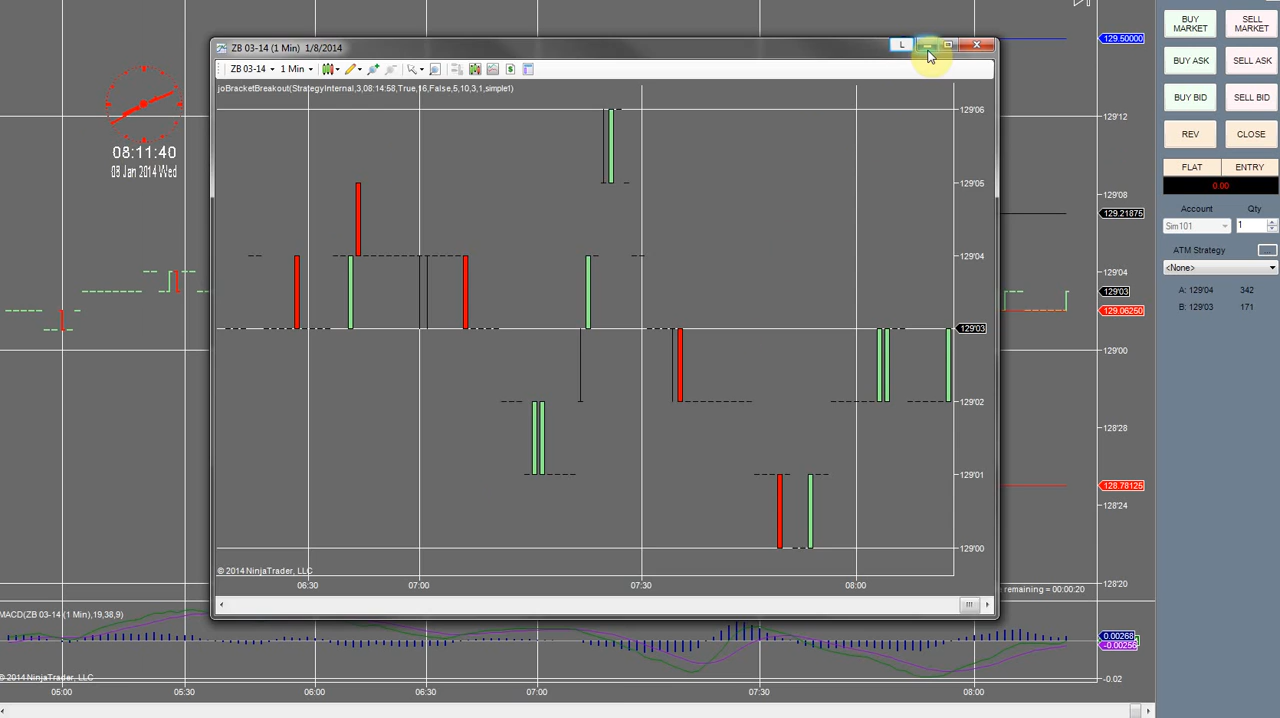 BUY MARKET
SELL MARKET
BUY ASK
SELL ASK
BUY BID
SELL BID
REV
CLOSE
FLAT
ENTRY
0.00
Account
Qty
Sim101
1
ATM Strategy
...
<None>
A: 129'04 342
B: 129'03 171
ZB 03-14 (1 Min) 1/8/2014
L
ZB 03-14
1 Min
joBracketBreakout(StrategyInternal,3,08:14:58,True,16,False,5,10,3,1,simple1)
129'06
129'05
129'04
129'03
129'02
129'01
129'00
© 2014 NinjaTrader, LLC
06:30
07:00
07:30
08:00
08:11:40
08 Jan 2014 Wed
129.50000
129'12
129'08
129.21875
129'04
129'03
129.06250
129'00
128'28
128.78125
128'24
128'20
remaining = 00:00:20
MACD(ZB 03-14 (1 Min),19,38,9)
0.00268
-0.00256
-0.02
© 2014 NinjaTrader, LLC
05:00
05:30
06:00
06:30
07:00
07:30
08:00